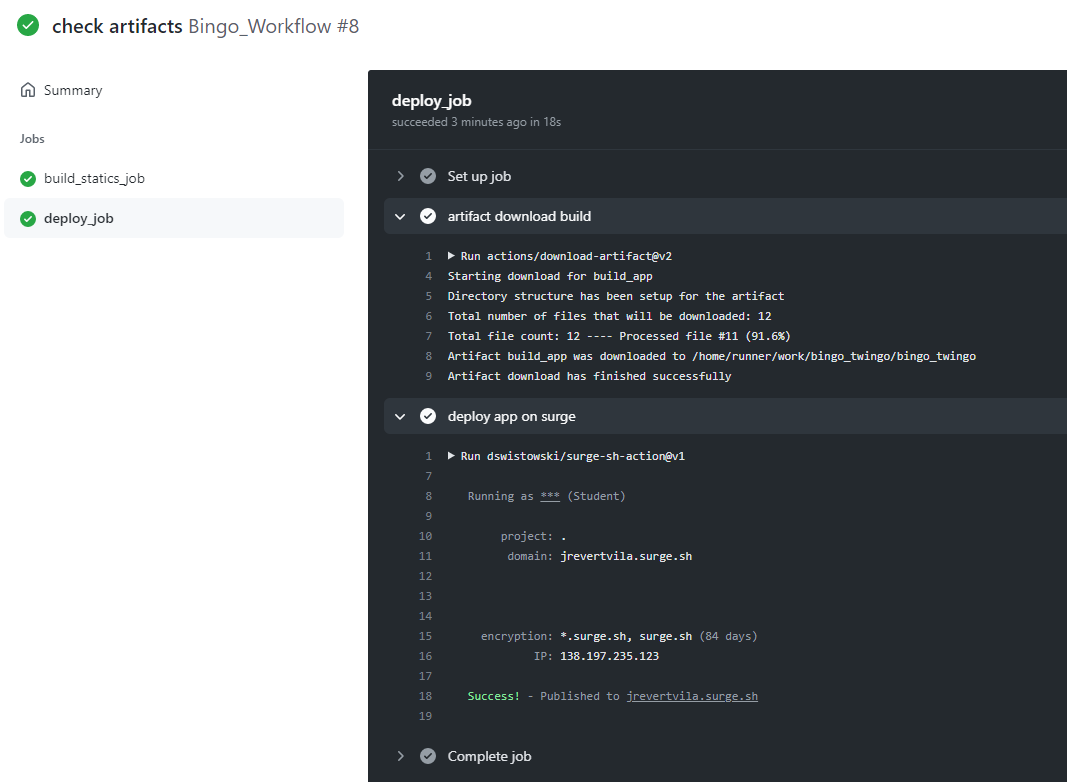 check artifacts Bingo_Workflow #8
Summary
Jobs
build_statics_job
deploy_job
deploy_job
succeeded 3 minutes ago in 18s
Set up job
artifact download build
1 Run actions/download-artifact@v2
4 Starting download for build_app
5 Directory structure has been setup for the artifact
6 Total number of files that will be downloaded: 12
7 Total file count: 12 ---- Processed file #11 (91.6%)
8 Artifact build_app was downloaded to /home/runner/work/bingo_twingo/bingo_twingo
9 Artifact download has finished successfully
deploy app on surge
1 Run dswistowski/surge-sh-action@v1
7
8 Running as *** (Student)
9
10 project: .
11 domain: jrevertvila.surge.sh
12
13
14
15 encryption: *.surge.sh, surge.sh (84 days)
16 IP: 138.197.235.123
17
18 Success! - Published to jrevertvila.surge.sh
19
Complete job